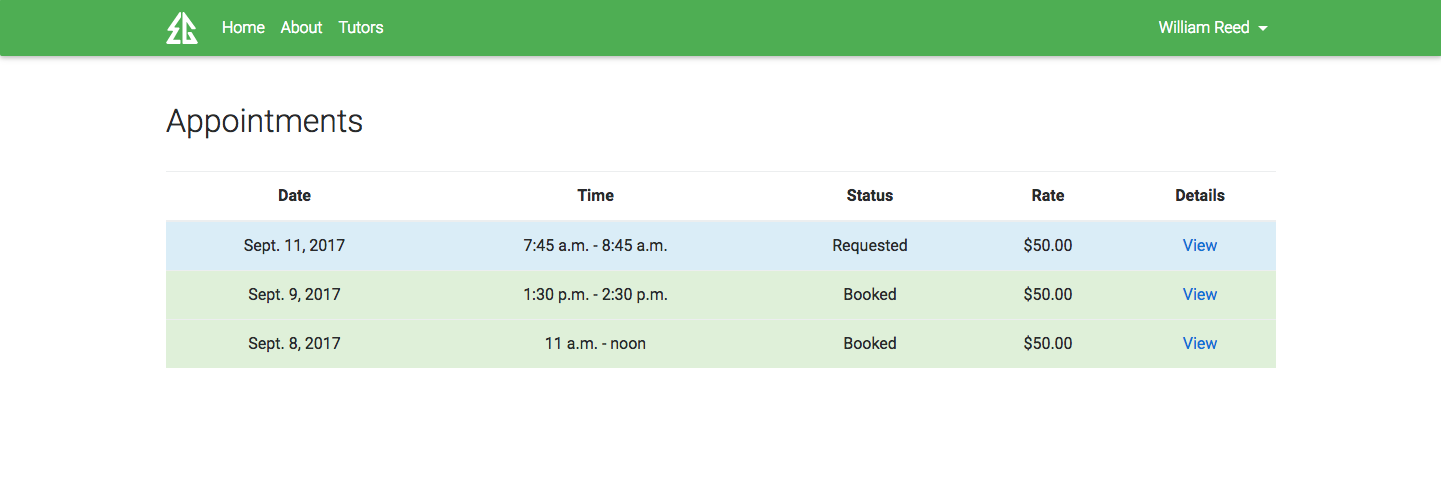 Home About Tutors William Reed
Appointments
Date Time Status Rate Details
Sept. 11, 2017 7:45 a.m. - 8:45 a.m. Requested $50.00 View
Sept. 9, 2017 1:30 p.m. - 2:30 p.m. Booked $50.00 View
Sept. 8, 2017 11 a.m. - noon Booked $50.00 View